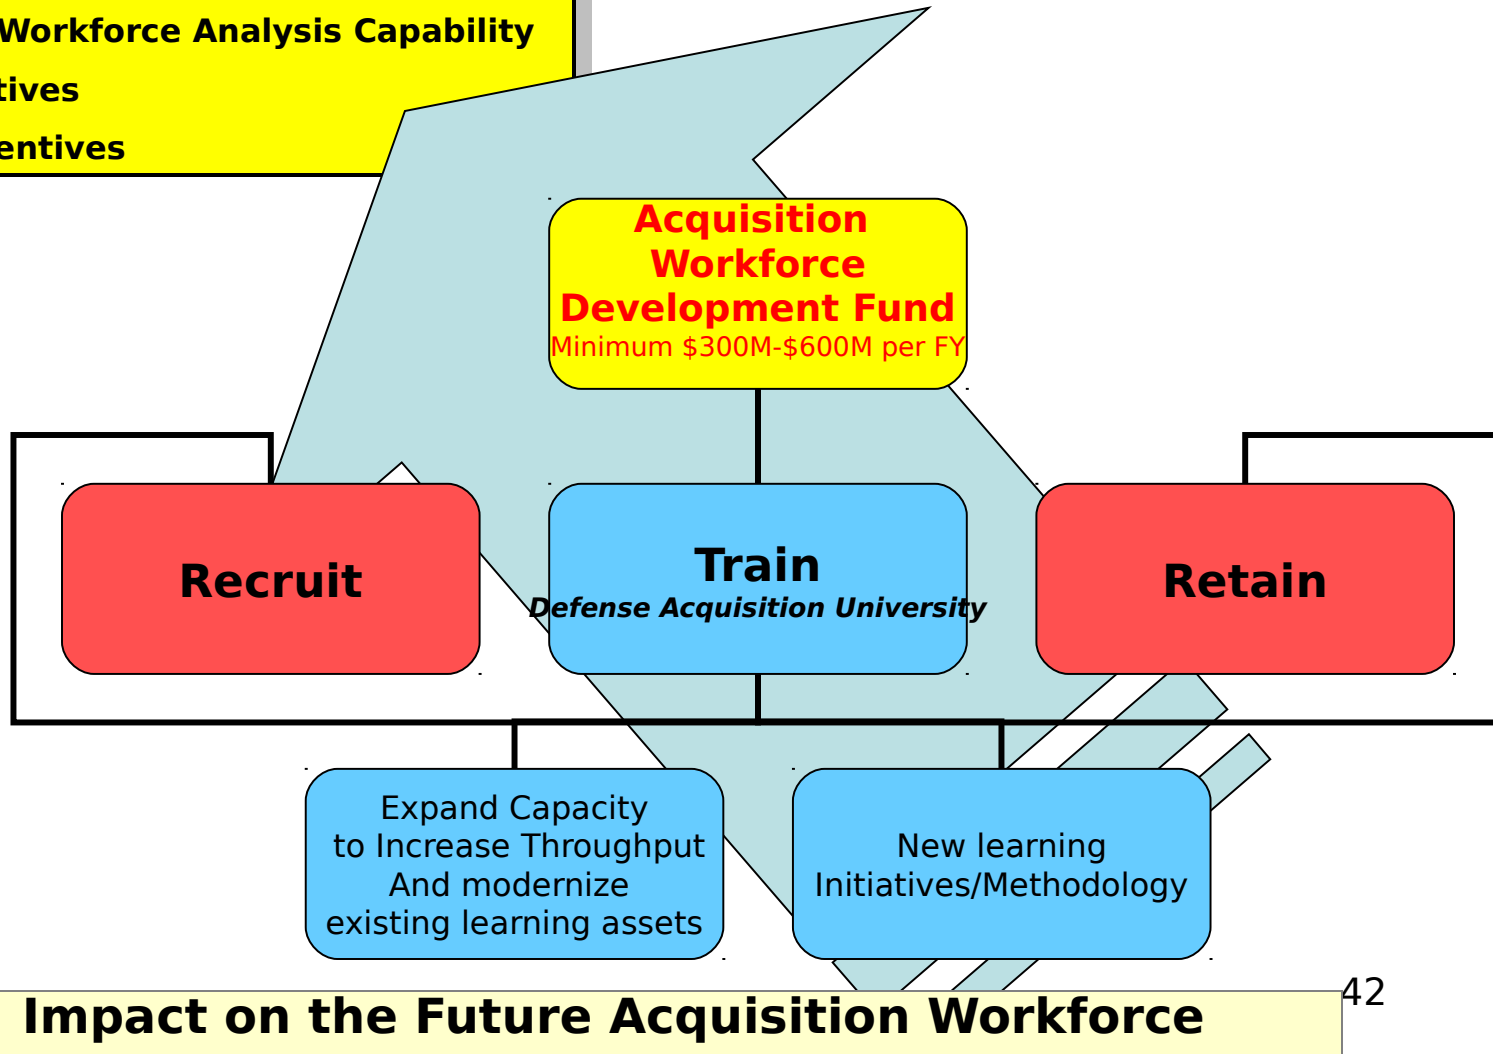 Workforce Analysis Capability
tives
entives
Acquisition
Workforce
Development Fund
Minimum $300M-$600M per FY
Recruit
Train
Defense Acquisition University
Retain
Expand Capacity
to Increase Throughput
And modernize
existing learning assets
New learning
Initiatives/Methodology
42
Impact on the Future Acquisition Workforce